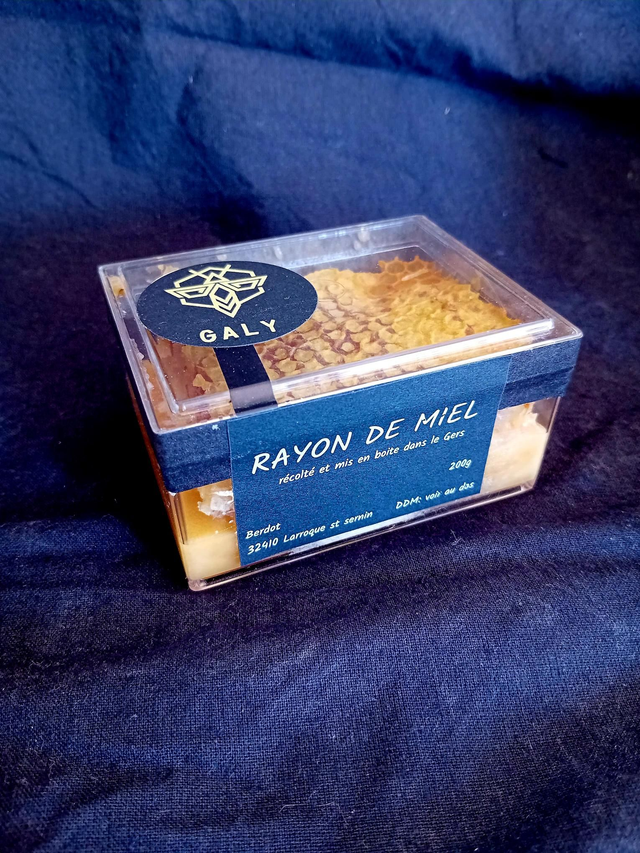 GALY
RAYON DE MIEL
récolté et mis en boite dans le Gers
200g
Berdot
DDM: voir au dos
32410 Larroque st sernin